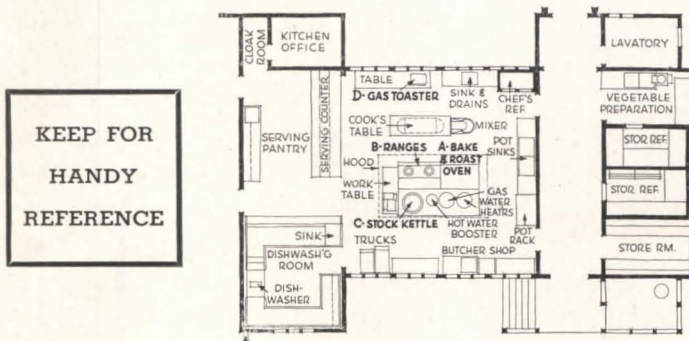 KEEP FOR
HANDY
REFERENCE
CLOAK
ROOM
KITCHEN
OFFICE
LAVATORY
TABLE
D-GAS TOASTER
SINK &
DRAINS
CHEF'S
REF.
VEGETABLE
PREPARATION
SERVING
PANTRY
SERVING COUNTER
COOK'S
TABLE
MIXER
B-RANGES
A-BAKE
& ROAST
OVEN
POT
SINKS
STOR REF.
HOOD
WORK
TABLE
GAS
WATER
HEATRS
STOR. REF.
C-STOCK KETTLE
HOT WATER
BOOSTER
POT
RACK
SINK
DISHWASH'G
ROOM
TRUCKS
BUTCHER SHOP
STORE RM.
DISH-
WASHER